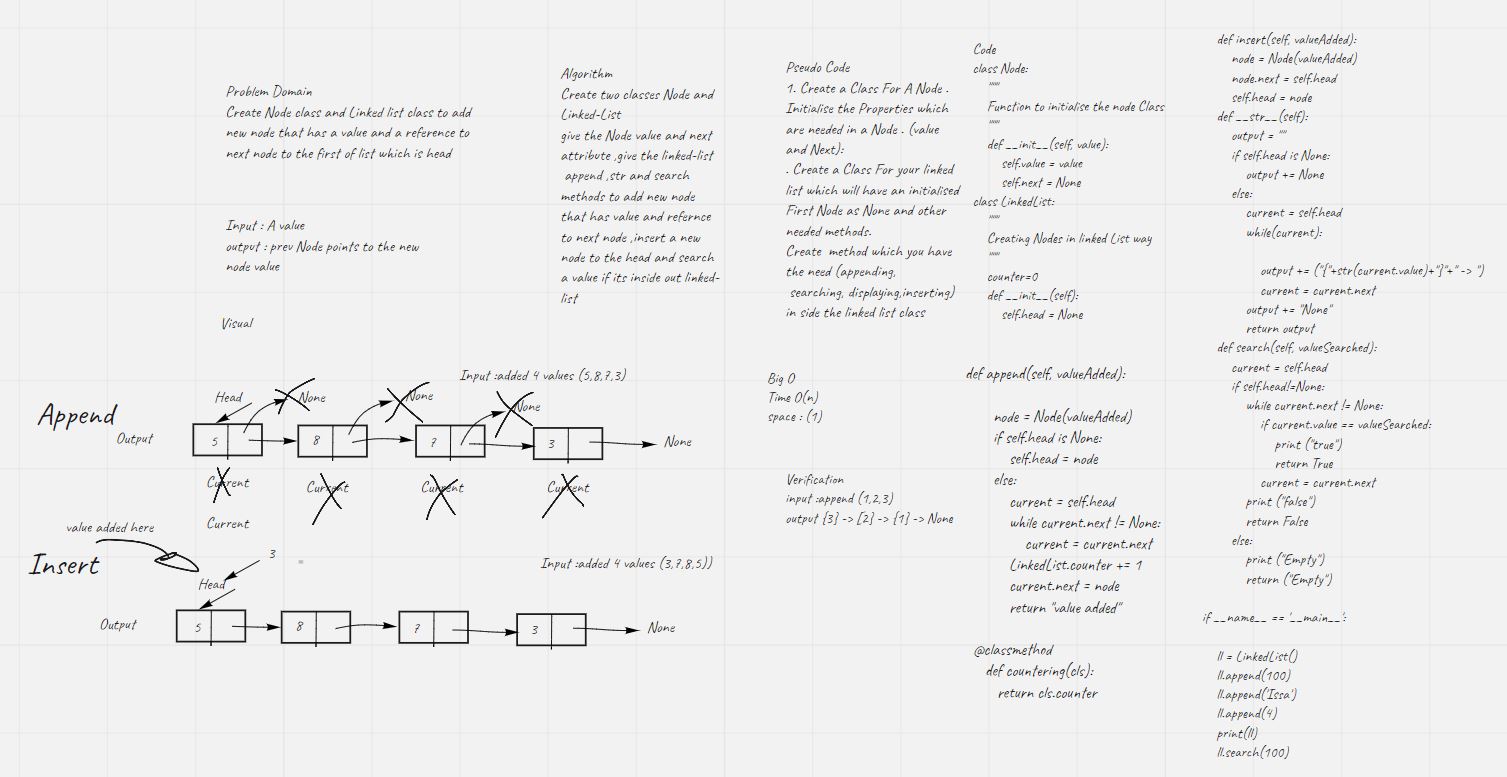 Problem Domain
Create Node class and Linked list class to add
new node that has a value and a reference to
next node to the first of list which is head
Input : A value
output : prev Node points to the new
node value
Visual
Algorithm
Create two classes Node and
Linked-List
give the Node value and next
attribute ,give the linked-list
append ,str and search
methods to add new node
that has value and refernce
to next node ,insert a new
node to the head and search
a value if its inside out linked-
list
Input :added 4 values (5,8,7,3)
Append
Head
None
None
None
Output
5
8
7
3
None
Current
Current
Current
Current
Current
value added here
Insert
3
Input :added 4 values (3,7,8,5))
Head
Output
5
8
7
3
None
Pseudo Code
1. Create a Class For A Node .
Initialise the Properties which
are needed in a Node . (value
and Next):
. Create a Class For your linked
list which will have an initialised
First Node as None and other
needed methods.
Create method which you have
the need (appending,
searching, displaying,inserting)
in side the linked list class
Big O
Time O(n)
space : (1)
Verification
input :append (1,2,3)
output {3] -> [2] -> {1] -> None
Code
class Node:
"""
Function to initialise the node Class
"""
def __init__(self, value):
self.value = value
self.next = None
class LinkedList:
"""
Creating Nodes in linked List way
"""
counter=0
def __init__(self):
self.head = None
def append(self, valueAdded):
node = Node(valueAdded)
if self.head is None:
self.head = node
else:
current = self.head
while current.next != None:
current = current.next
LinkedList.counter += 1
current.next = node
return "value added"
@classmethod
def countering(cls):
return cls.counter
def insert(self, valueAdded):
node = Node(valueAdded)
node.next = self.head
self.head = node
def __str__(self):
output = ""
if self.head is None:
output += None
else:
current = self.head
while(current):
output += ("{"+str(current.value)+"}"+" -> ")
current = current.next
output += "None"
return output
def search(self, valueSearched):
current = self.head
if self.head!=None:
while current.next != None:
if current.value == valueSearched:
print ("true")
return True
current = current.next
print ("false")
return False
else:
print ("Empty")
return ("Empty")
if __name__ == '__main__':
ll = LinkedList()
ll.append(100)
ll.append('Issa')
ll.append(4)
print(ll)
ll.search(100)